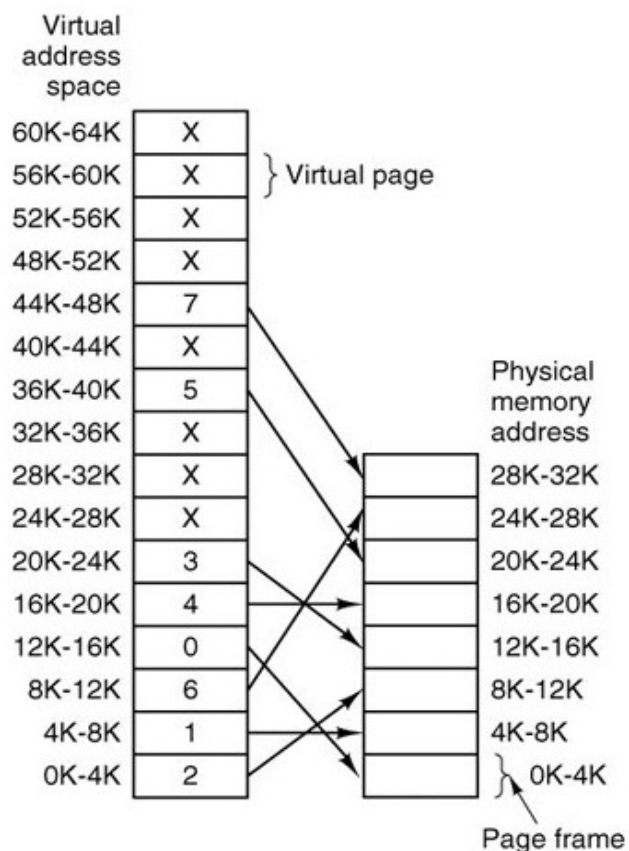 Virtual
address
space
60K-64K X
56K-60K X Virtual page
52K-56K X
48K-52K X
44K-48K 7
40K-44K X
36K-40K 5
Physical
memory
address
32K-36K X
28K-32K X 28K-32K
24K-28K X 24K-28K
20K-24K 3 20K-24K
16K-20K 4 16K-20K
12K-16K 0 12K-16K
8K-12K 6 8K-12K
4K-8K 1 4K-8K
0K-4K 2 0K-4K
Page frame